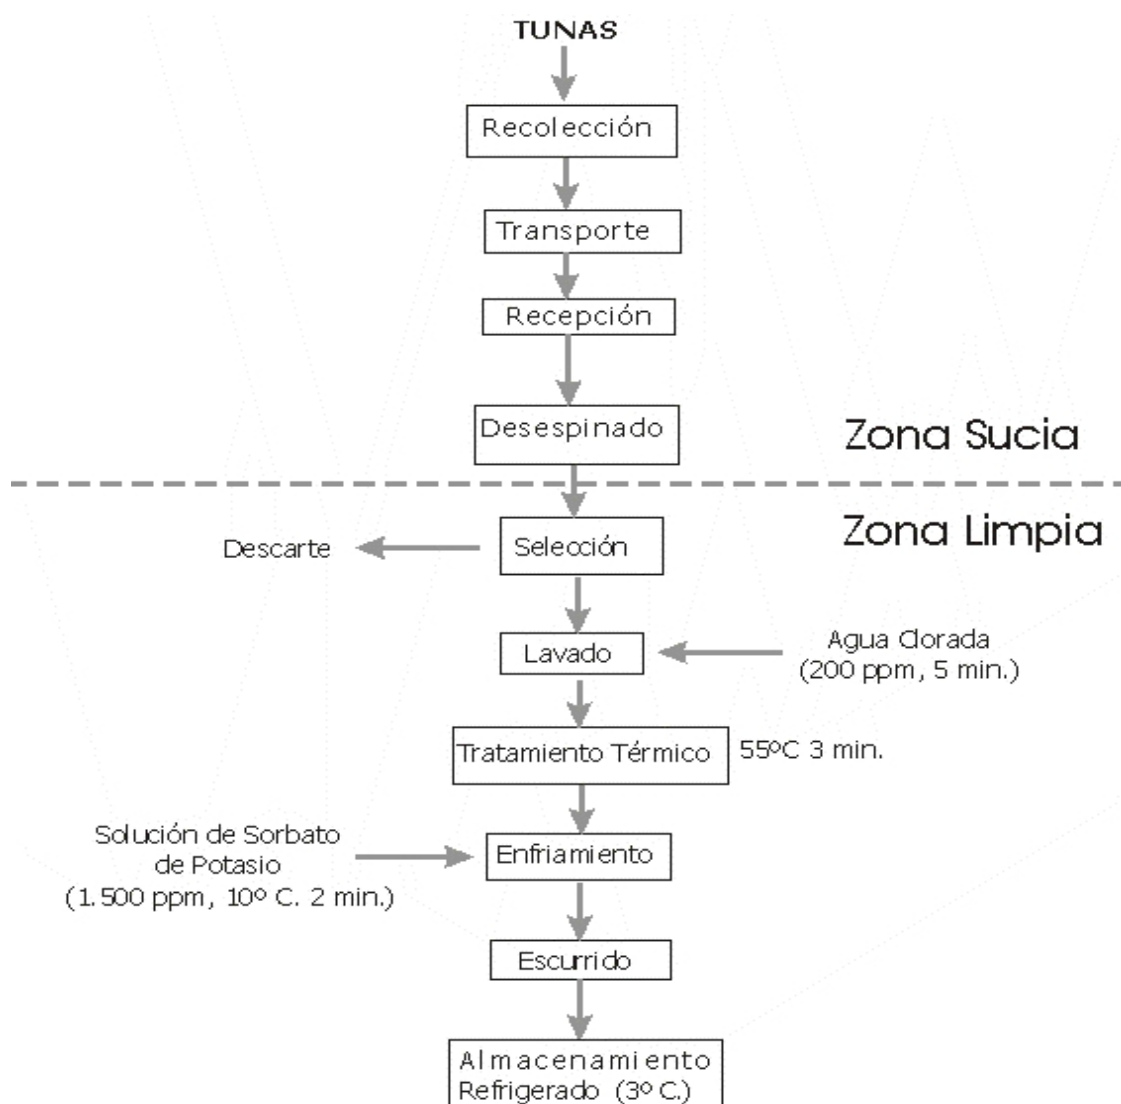 TUNAS
Recolección
Transporte
Recepción
Desespinado
Zona Sucia
Zona Limpia
Descarte
Selección
Lavado
Agua Clorada
(200 ppm, 5 min.)
Tratamiento Térmico
55ºC 3 min.
Solución de Sorbato
de Potasio
(1.500 ppm, 10º C. 2 min.)
Enfriamiento
Escurrido
Almacenamiento
Refrigerado (3º C.)